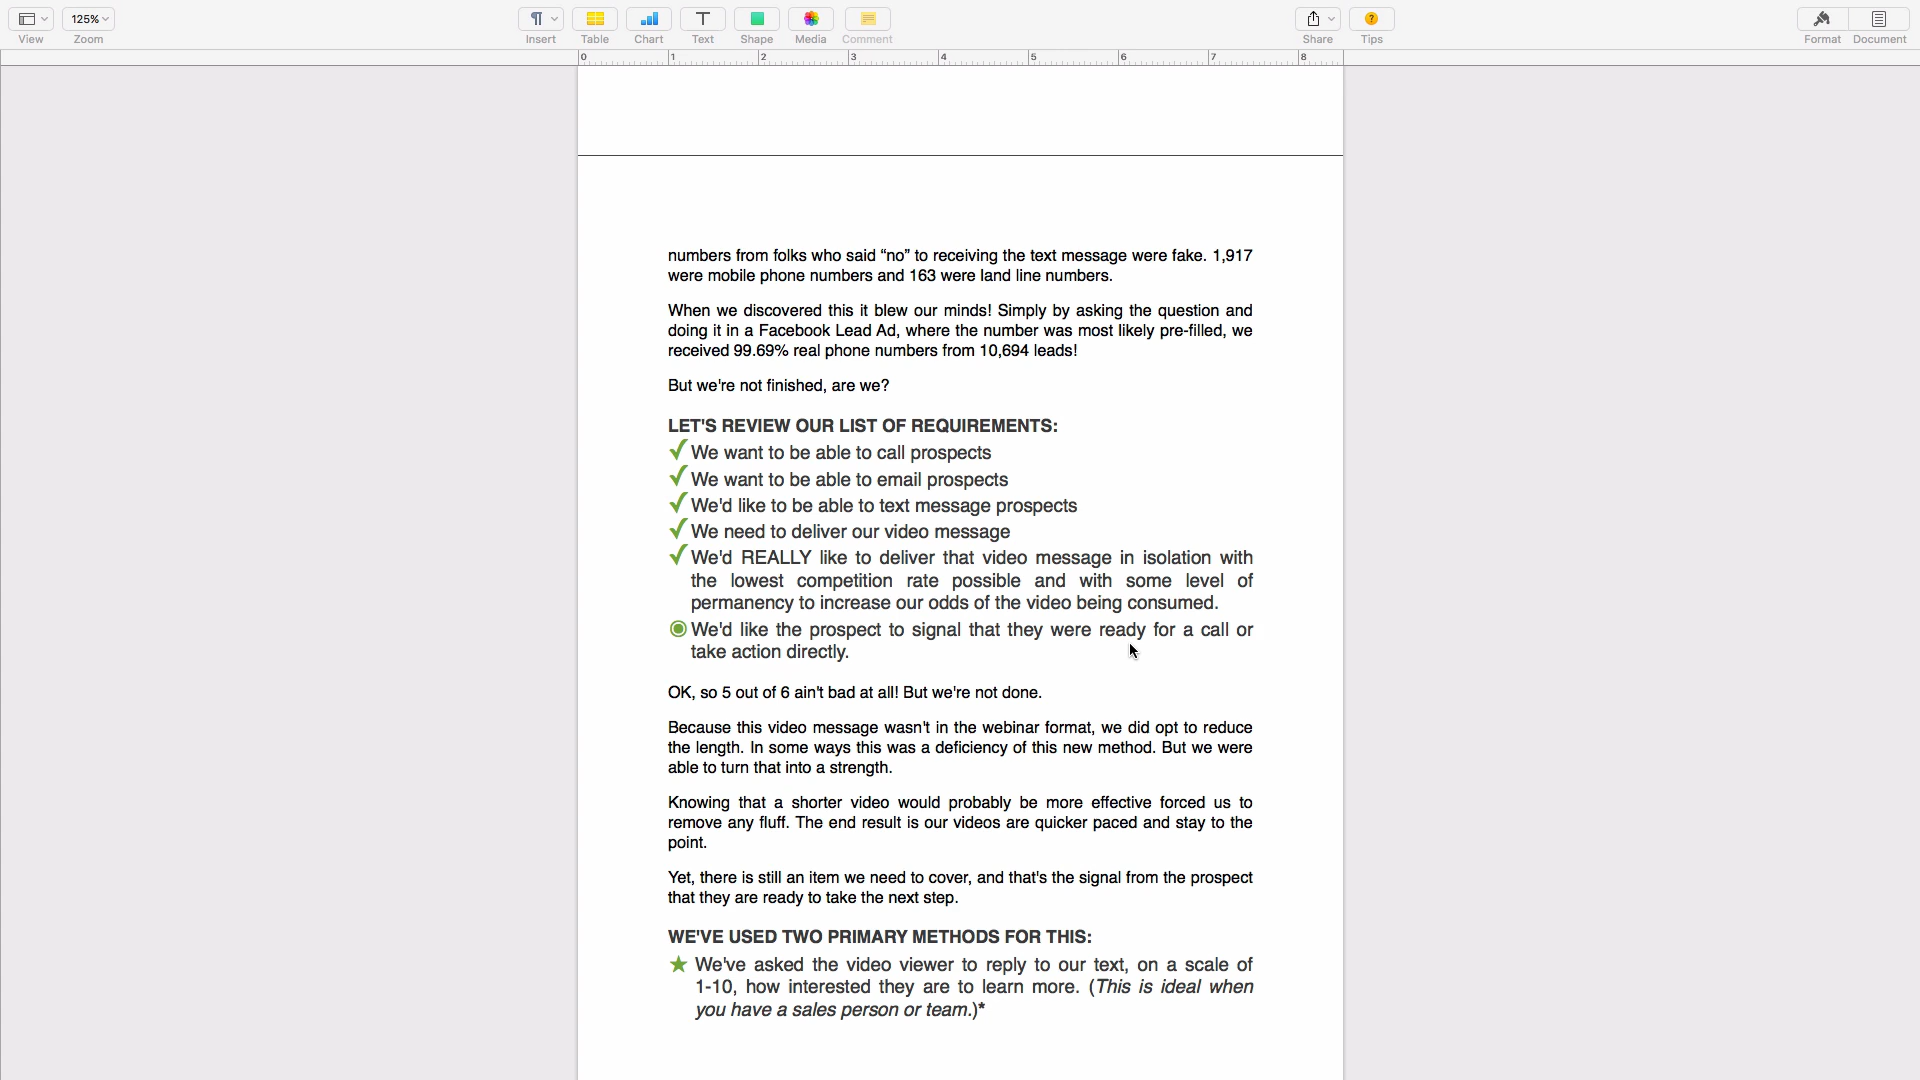 125%
View
Zoom
Insert
Table
Chart
Text
Shape
Media
Comment
Share
Tips
Format
Document
0 1 2 3 4 5 6 7 8
numbers from folks who said “no” to receiving the text message were fake. 1,917
were mobile phone numbers and 163 were land line numbers.
When we discovered this it blew our minds! Simply by asking the question and
doing it in a Facebook Lead Ad, where the number was most likely pre-filled, we
received 99.69% real phone numbers from 10,694 leads!
But we're not finished, are we?
LET'S REVIEW OUR LIST OF REQUIREMENTS:
We want to be able to call prospects
We want to be able to email prospects
We'd like to be able to text message prospects
We need to deliver our video message
We'd REALLY like to deliver that video message in isolation with
the lowest competition rate possible and with some level of
permanency to increase our odds of the video being consumed.
We'd like the prospect to signal that they were ready for a call or
take action directly.
OK, so 5 out of 6 ain't bad at all! But we're not done.
Because this video message wasn't in the webinar format, we did opt to reduce
the length. In some ways this was a deficiency of this new method. But we were
able to turn that into a strength.
Knowing that a shorter video would probably be more effective forced us to
remove any fluff. The end result is our videos are quicker paced and stay to the
point.
Yet, there is still an item we need to cover, and that's the signal from the prospect
that they are ready to take the next step.
WE'VE USED TWO PRIMARY METHODS FOR THIS:
★ We've asked the video viewer to reply to our text, on a scale of
1-10, how interested they are to learn more. (This is ideal when
you have a sales person or team.)*